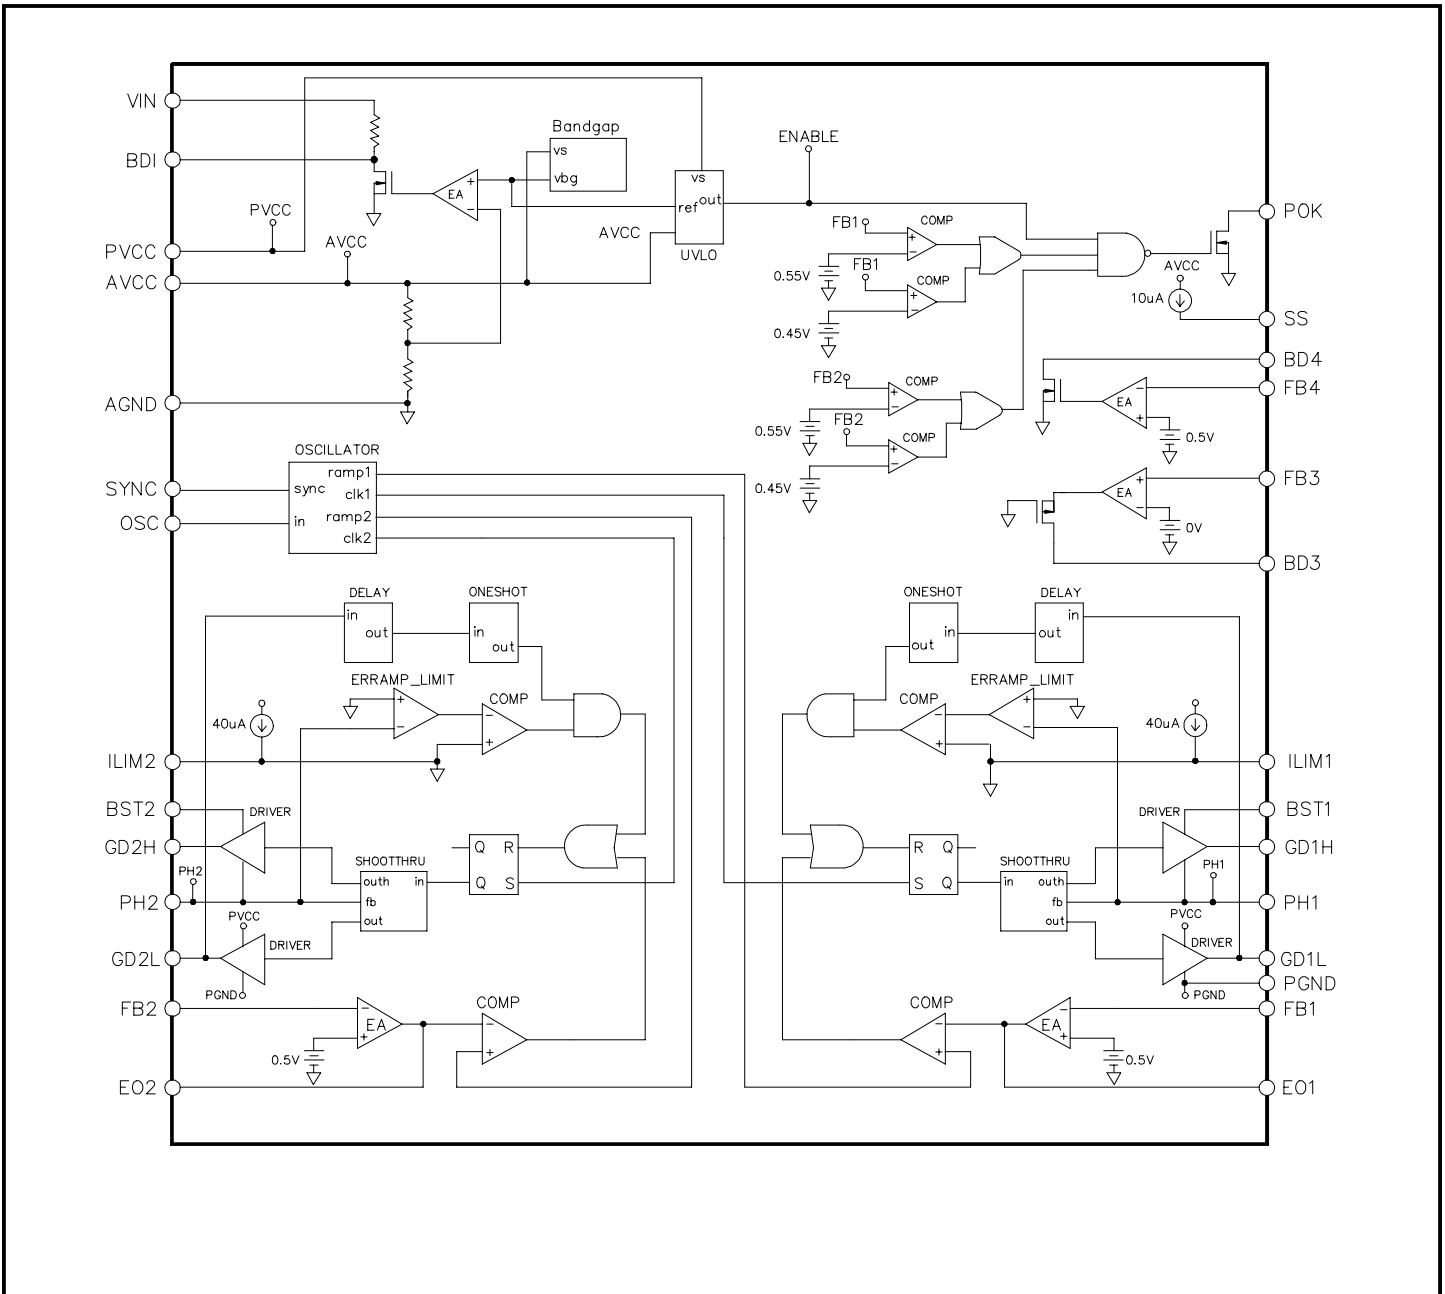 VIN
Bandgap
ENABLE
vs
BDI
vbg
vs
EA
+
−
out
ref
POK
PVCC
FB1
COMP
AVCC
AVCC
+
−
PVCC
UVLO
FB1
COMP
AVCC
0.55V
AVCC
10uA
+
−
SS
0.45V
BD4
FB2
COMP
FB4
−
AGND
+
−
EA
+
FB2
COMP
0.55V
0.5V
OSCILLATOR
+
−
ramp1
FB3
+
SYNC
sync
clk1
0.45V
EA
−
OSC
in
ramp2
0V
clk2
BD3
DELAY
ONESHOT
ONESHOT
DELAY
in
in
out
in
in
out
out
out
ERRAMP_LIMIT
COMP
COMP
ERRAMP_LIMIT
+
−
−
+
−
+
+
−
40uA
40uA
ILIM2
ILIM1
BST2
DRIVER
DRIVER
BST1
GD2H
Q
R
R
Q
GD1H
SHOOTTHRU
SHOOTTHRU
PH2
PH1
outh
in
Q
S
S
Q
in
outh
PH2
fb
fb
PH1
PVCC
out
out
PVCC
DRIVER
DRIVER
GD2L
GD1L
PGND
PGND
PGND
FB2
−
COMP
COMP
−
FB1
EA
−
−
EA
+
+
0.5V
+
+
0.5V
EO2
EO1